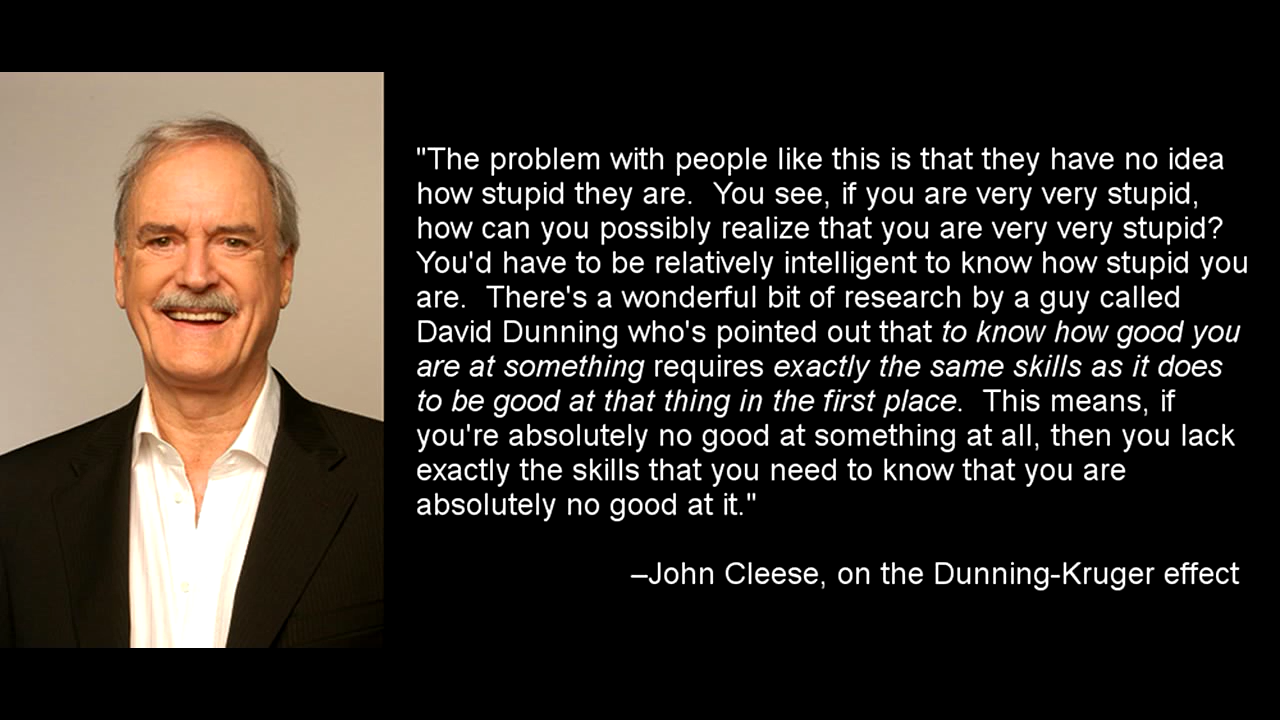 "The problem with people like this is that they have no idea
how stupid they are.  You see, if you are very very stupid,
how can you possibly realize that you are very very stupid?
You'd have to be relatively intelligent to know how stupid you
are.  There's a wonderful bit of research by a guy called
David Dunning who's pointed out that to know how good you
are at something requires exactly the same skills as it does
to be good at that thing in the first place.  This means, if
you're absolutely no good at something at all, then you lack
exactly the skills that you need to know that you are
absolutely no good at it."
–John Cleese, on the Dunning-Kruger effect